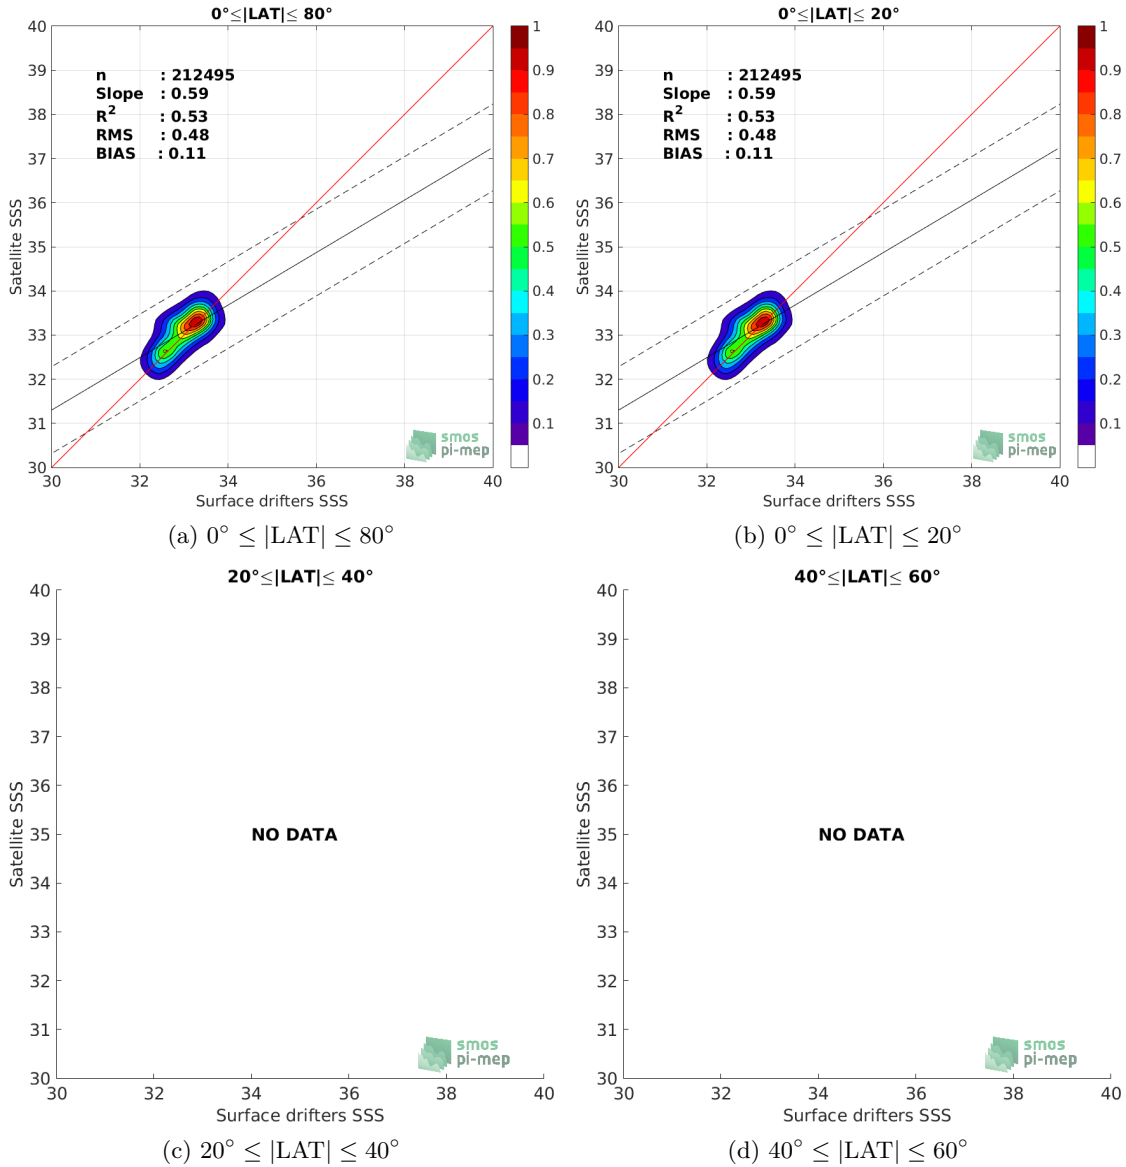 0°≤|LAT|≤ 80°
40
39
38
37
36
35
34
33
32
31
30
Satellite SSS
n : 212495
Slope : 0.59
R² : 0.53
RMS : 0.48
BIAS : 0.11
smos
pi-mep
30 32 34 36 38 40
Surface drifters SSS
1
0.9
0.8
0.7
0.6
0.5
0.4
0.3
0.2
0.1
(a) 0° ≤ |LAT| ≤ 80°
0°≤|LAT|≤ 20°
40
39
38
37
36
35
34
33
32
31
30
Satellite SSS
n : 212495
Slope : 0.59
R² : 0.53
RMS : 0.48
BIAS : 0.11
smos
pi-mep
30 32 34 36 38 40
Surface drifters SSS
1
0.9
0.8
0.7
0.6
0.5
0.4
0.3
0.2
0.1
(b) 0° ≤ |LAT| ≤ 20°
20°≤|LAT|≤ 40°
40
39
38
37
36
35
34
33
32
31
30
Satellite SSS
NO DATA
smos
pi-mep
30 32 34 36 38 40
Surface drifters SSS
(c) 20° ≤ |LAT| ≤ 40°
40°≤|LAT|≤ 60°
40
39
38
37
36
35
34
33
32
31
30
Satellite SSS
NO DATA
smos
pi-mep
30 32 34 36 38 40
Surface drifters SSS
(d) 40° ≤ |LAT| ≤ 60°